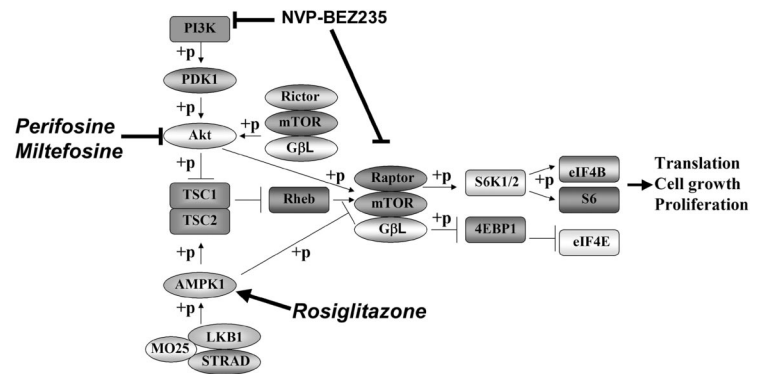 PI3K
NVP-BEZ235
+p
PDK1
+p
Rictor
mTOR
GβL
+p
Perifosine
Miltefosine
Akt
+p
+p
Raptor
mTOR
GβL
+p
S6K1/2
+p
eIF4B
S6
Translation
Cell growth
Proliferation
TSC1
TSC2
Rheb
+p
4EBP1
eIF4E
+p
+p
AMPK1
Rosiglitazone
+p
MO25
LKB1
STRAD